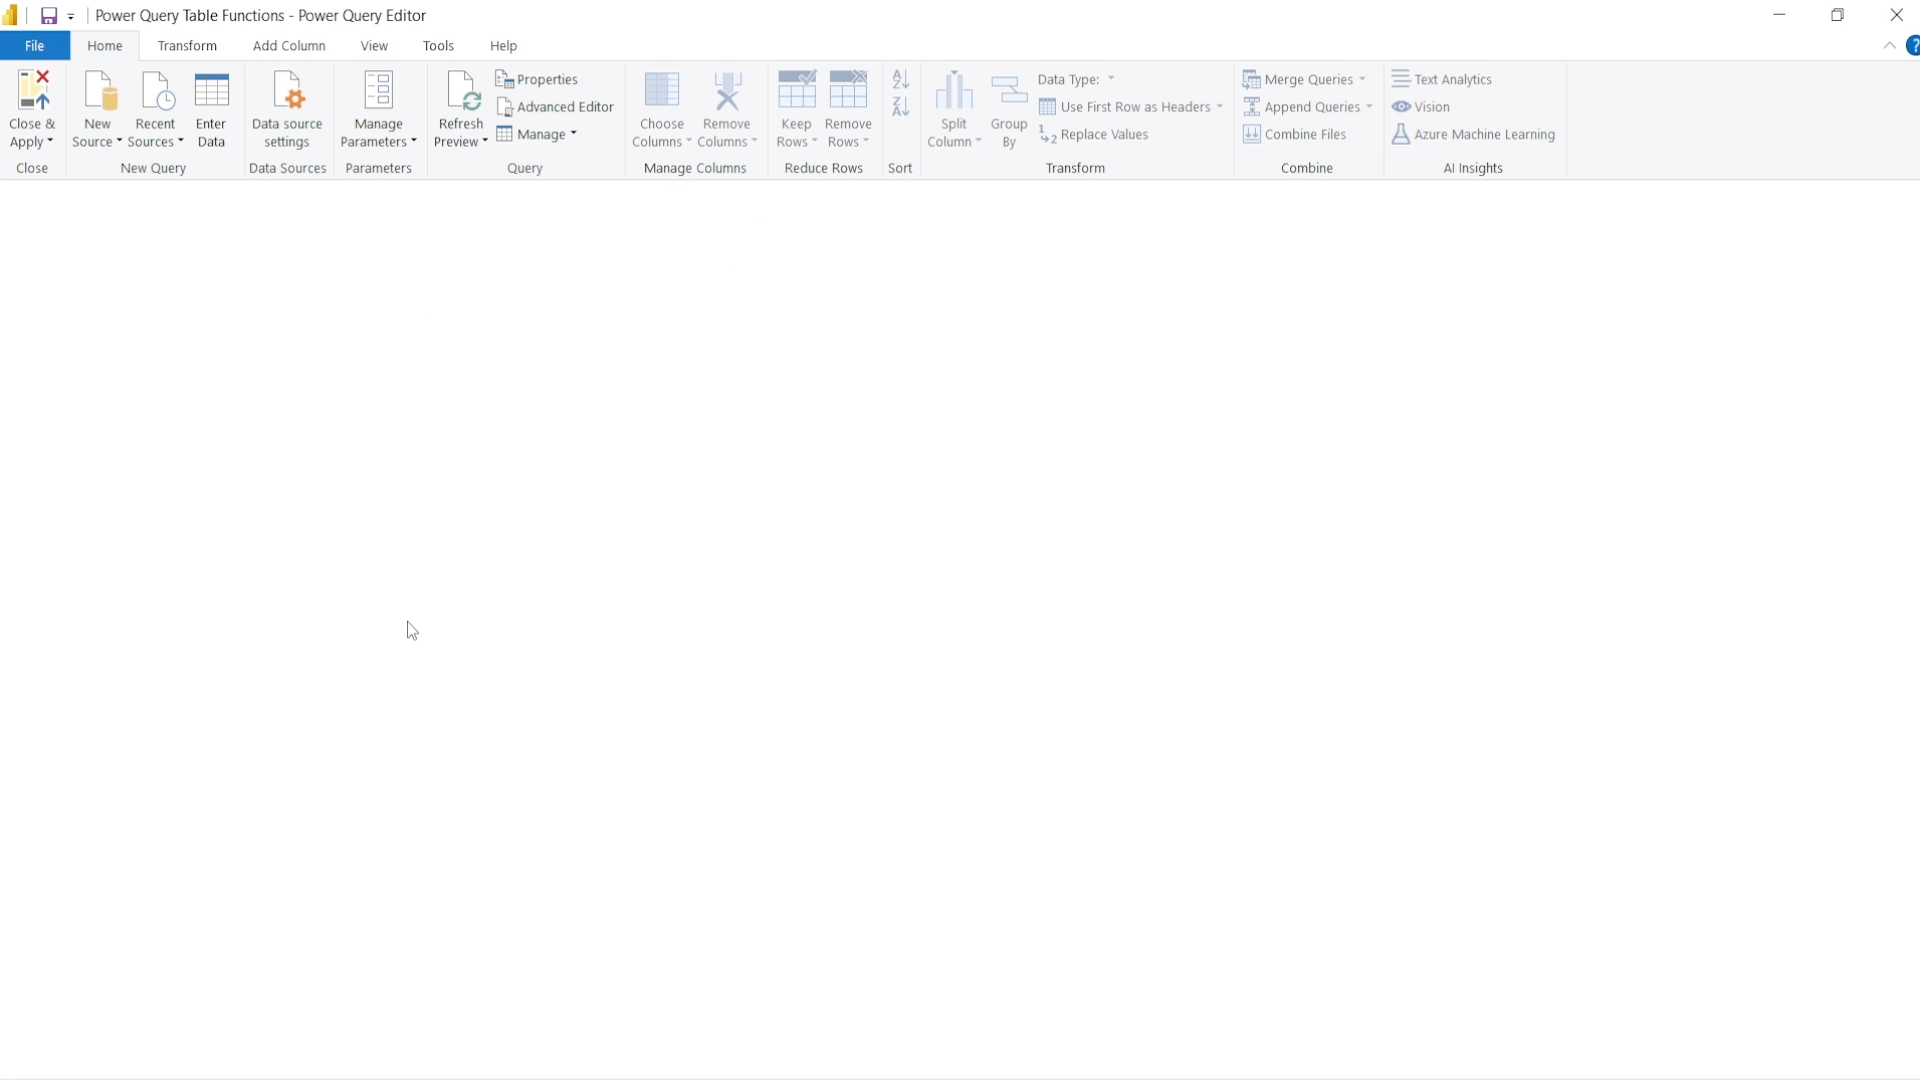 Power Query Table Functions - Power Query Editor
File Home Transform Add Column View Tools Help ?
Close & Apply
New Source
Recent Sources
Enter Data
Data source settings
Manage Parameters
Refresh Preview
Properties
Advanced Editor
Manage
Choose Columns
Remove Columns
Keep Rows
Remove Rows
A
Z
Z
A
Split Column
Group By
Data Type:
Use First Row as Headers
1
2
Replace Values
Merge Queries
Append Queries
Combine Files
Text Analytics
Vision
Azure Machine Learning
Close New Query Data Sources Parameters Query Manage Columns Reduce Rows Sort Transform Combine AI Insights